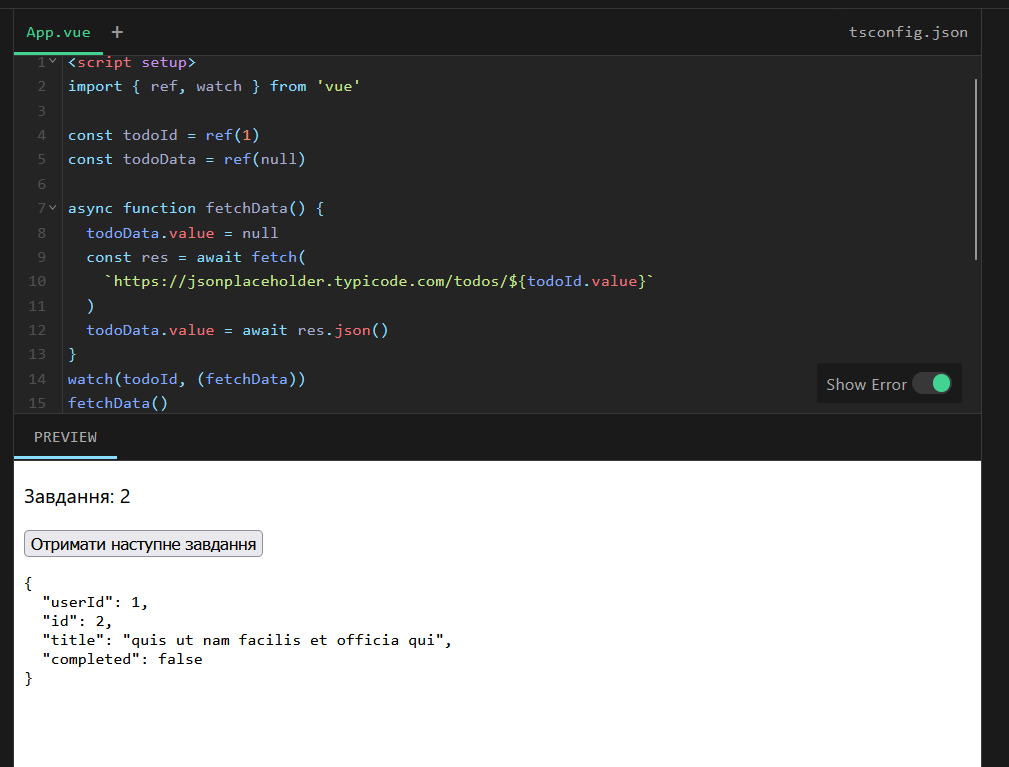 App.vue + tsconfig.json
1 <script setup>
2 import { ref, watch } from 'vue'
3
4 const todoId = ref(1)
5 const todoData = ref(null)
6
7 async function fetchData() {
8   todoData.value = null
9   const res = await fetch(
10     `https://jsonplaceholder.typicode.com/todos/${todoId.value}`
11   )
12   todoData.value = await res.json()
13 }
14 watch(todoId, (fetchData))
15 fetchData()
Show Error
PREVIEW
Завдання: 2
Отримати наступне завдання
{
  "userId": 1,
  "id": 2,
  "title": "quis ut nam facilis et officia qui",
  "completed": false
}